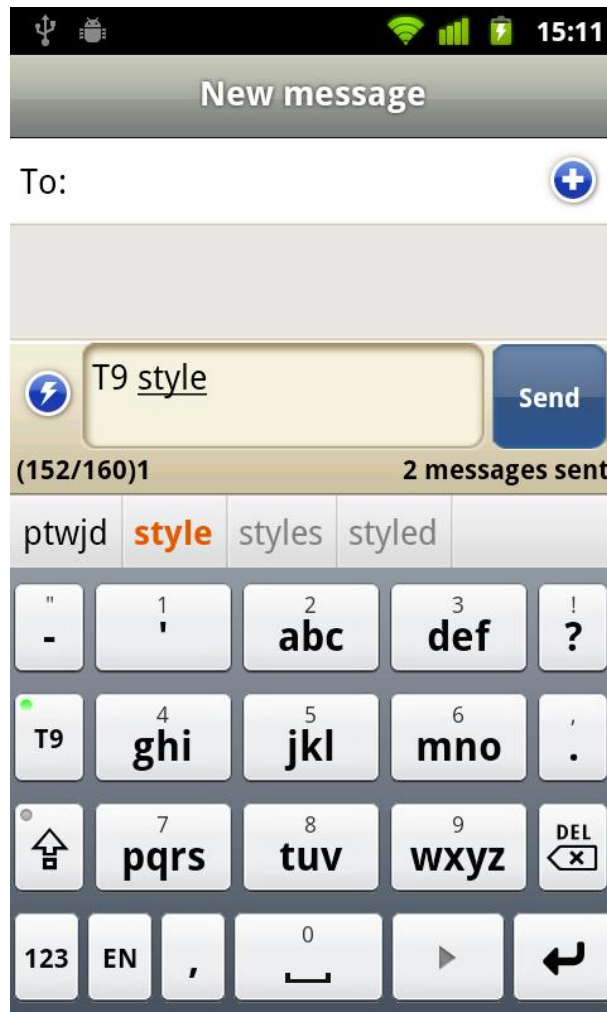 15:11
New message
To:
T9 style
Send
(152/160)1 2 messages sent
ptwjd style styles styled
" 1 2 3 !
- ' abc def ?
4 5 6 ,
T9 ghi jkl mno .
7 8 9 DEL
pqrs tuv wxyz
0
123 EN ,